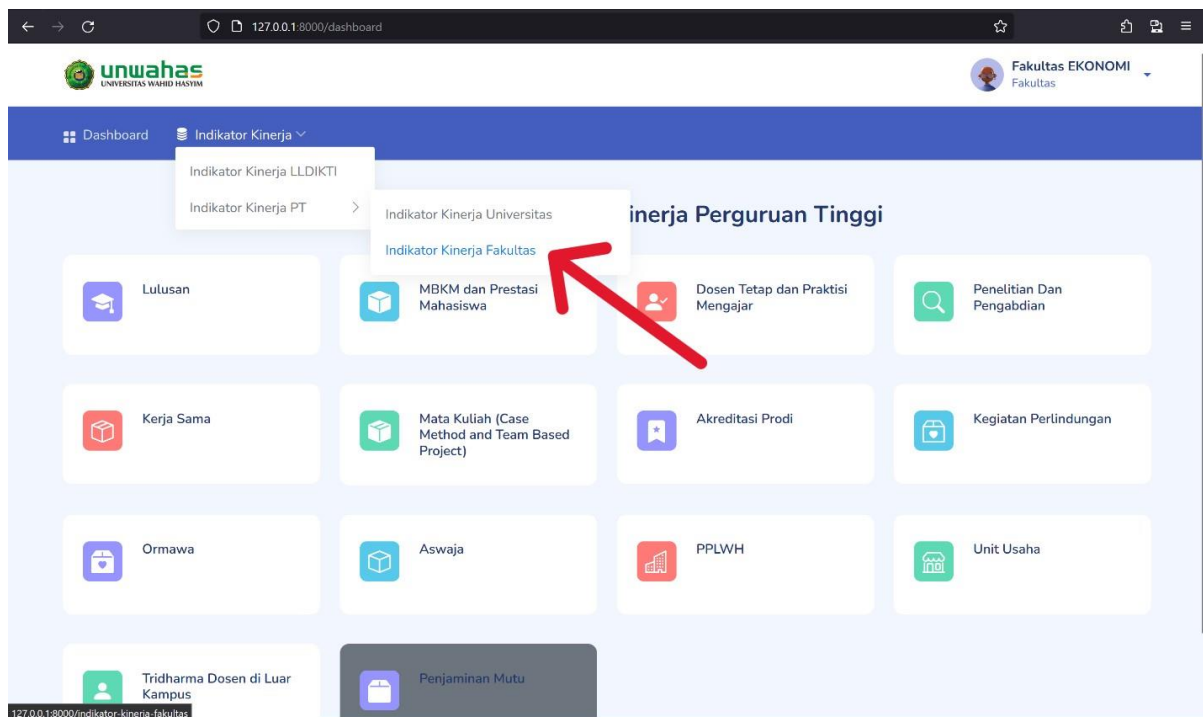 127.0.0.1:8000/dashboard
unwahas
UNIVERSITAS WAHID HASYIM
Fakultas EKONOMI
Fakultas
Dashboard
Indikator Kinerja
Indikator Kinerja LLDIKTI
Indikator Kinerja PT
Indikator Kinerja Universitas
Indikator Kinerja Fakultas
inerja Perguruan Tinggi
Lulusan
MBKM dan Prestasi
Mahasiswa
Dosen Tetap dan Praktisi
Mengajar
Penelitian Dan
Pengabdian
Kerja Sama
Mata Kuliah (Case
Method and Team Based
Project)
Akreditasi Prodi
Kegiatan Perlindungan
Ormawa
Aswaja
PPLWH
Unit Usaha
Tridharma Dosen di Luar
Kampus
Penjaminan Mutu
127.0.0.1:8000/indikator-kinerja-fakultas